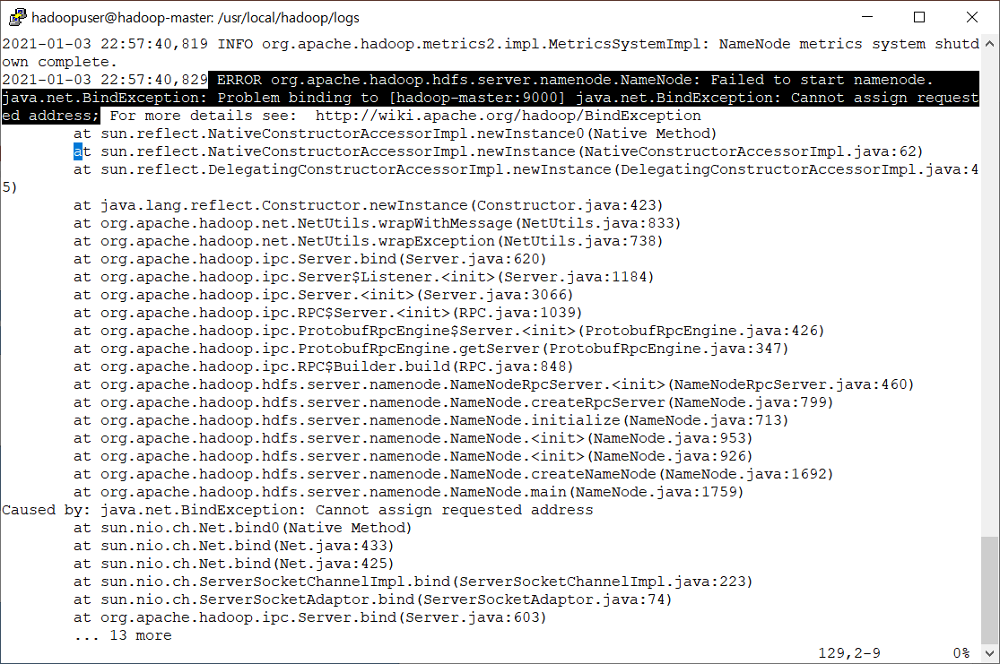 hadoopuser@hadoop-master: /usr/local/hadoop/logs
2021-01-03 22:57:40,819 INFO org.apache.hadoop.metrics2.impl.MetricsSystemImpl: NameNode metrics system shutd
own complete.
2021-01-03 22:57:40,829 ERROR org.apache.hadoop.hdfs.server.namenode.NameNode: Failed to start namenode.
java.net.BindException: Problem binding to [hadoop-master:9000] java.net.BindException: Cannot assign request
ed address; For more details see:  http://wiki.apache.org/hadoop/BindException
        at sun.reflect.NativeConstructorAccessorImpl.newInstance0(Native Method)
        at sun.reflect.NativeConstructorAccessorImpl.newInstance(NativeConstructorAccessorImpl.java:62)
        at sun.reflect.DelegatingConstructorAccessorImpl.newInstance(DelegatingConstructorAccessorImpl.java:4
5)
        at java.lang.reflect.Constructor.newInstance(Constructor.java:423)
        at org.apache.hadoop.net.NetUtils.wrapWithMessage(NetUtils.java:833)
        at org.apache.hadoop.net.NetUtils.wrapException(NetUtils.java:738)
        at org.apache.hadoop.ipc.Server.bind(Server.java:620)
        at org.apache.hadoop.ipc.Server$Listener.<init>(Server.java:1184)
        at org.apache.hadoop.ipc.Server.<init>(Server.java:3066)
        at org.apache.hadoop.ipc.RPC$Server.<init>(RPC.java:1039)
        at org.apache.hadoop.ipc.ProtobufRpcEngine$Server.<init>(ProtobufRpcEngine.java:426)
        at org.apache.hadoop.ipc.ProtobufRpcEngine.getServer(ProtobufRpcEngine.java:347)
        at org.apache.hadoop.ipc.RPC$Builder.build(RPC.java:848)
        at org.apache.hadoop.hdfs.server.namenode.NameNodeRpcServer.<init>(NameNodeRpcServer.java:460)
        at org.apache.hadoop.hdfs.server.namenode.NameNode.createRpcServer(NameNode.java:799)
        at org.apache.hadoop.hdfs.server.namenode.NameNode.initialize(NameNode.java:713)
        at org.apache.hadoop.hdfs.server.namenode.NameNode.<init>(NameNode.java:953)
        at org.apache.hadoop.hdfs.server.namenode.NameNode.<init>(NameNode.java:926)
        at org.apache.hadoop.hdfs.server.namenode.NameNode.createNameNode(NameNode.java:1692)
        at org.apache.hadoop.hdfs.server.namenode.NameNode.main(NameNode.java:1759)
Caused by: java.net.BindException: Cannot assign requested address
        at sun.nio.ch.Net.bind0(Native Method)
        at sun.nio.ch.Net.bind(Net.java:433)
        at sun.nio.ch.Net.bind(Net.java:425)
        at sun.nio.ch.ServerSocketChannelImpl.bind(ServerSocketChannelImpl.java:223)
        at sun.nio.ch.ServerSocketAdaptor.bind(ServerSocketAdaptor.java:74)
        at org.apache.hadoop.ipc.Server.bind(Server.java:603)
        ... 13 more
129,2-9        0%